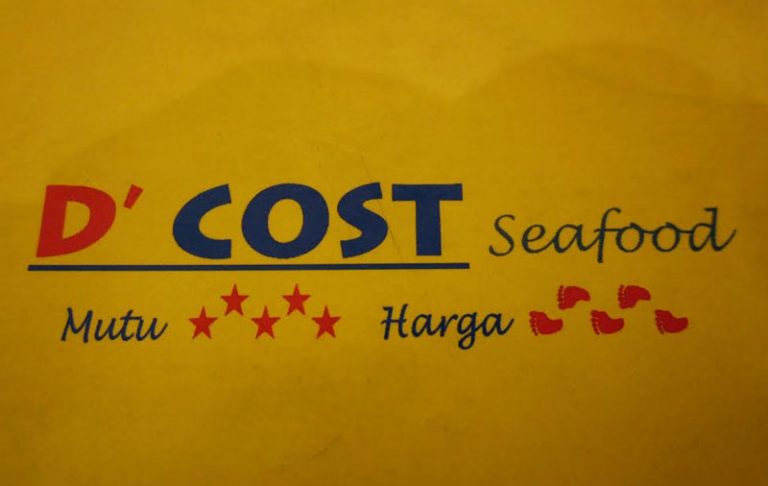 D' COST Seafood
Mutu Harga